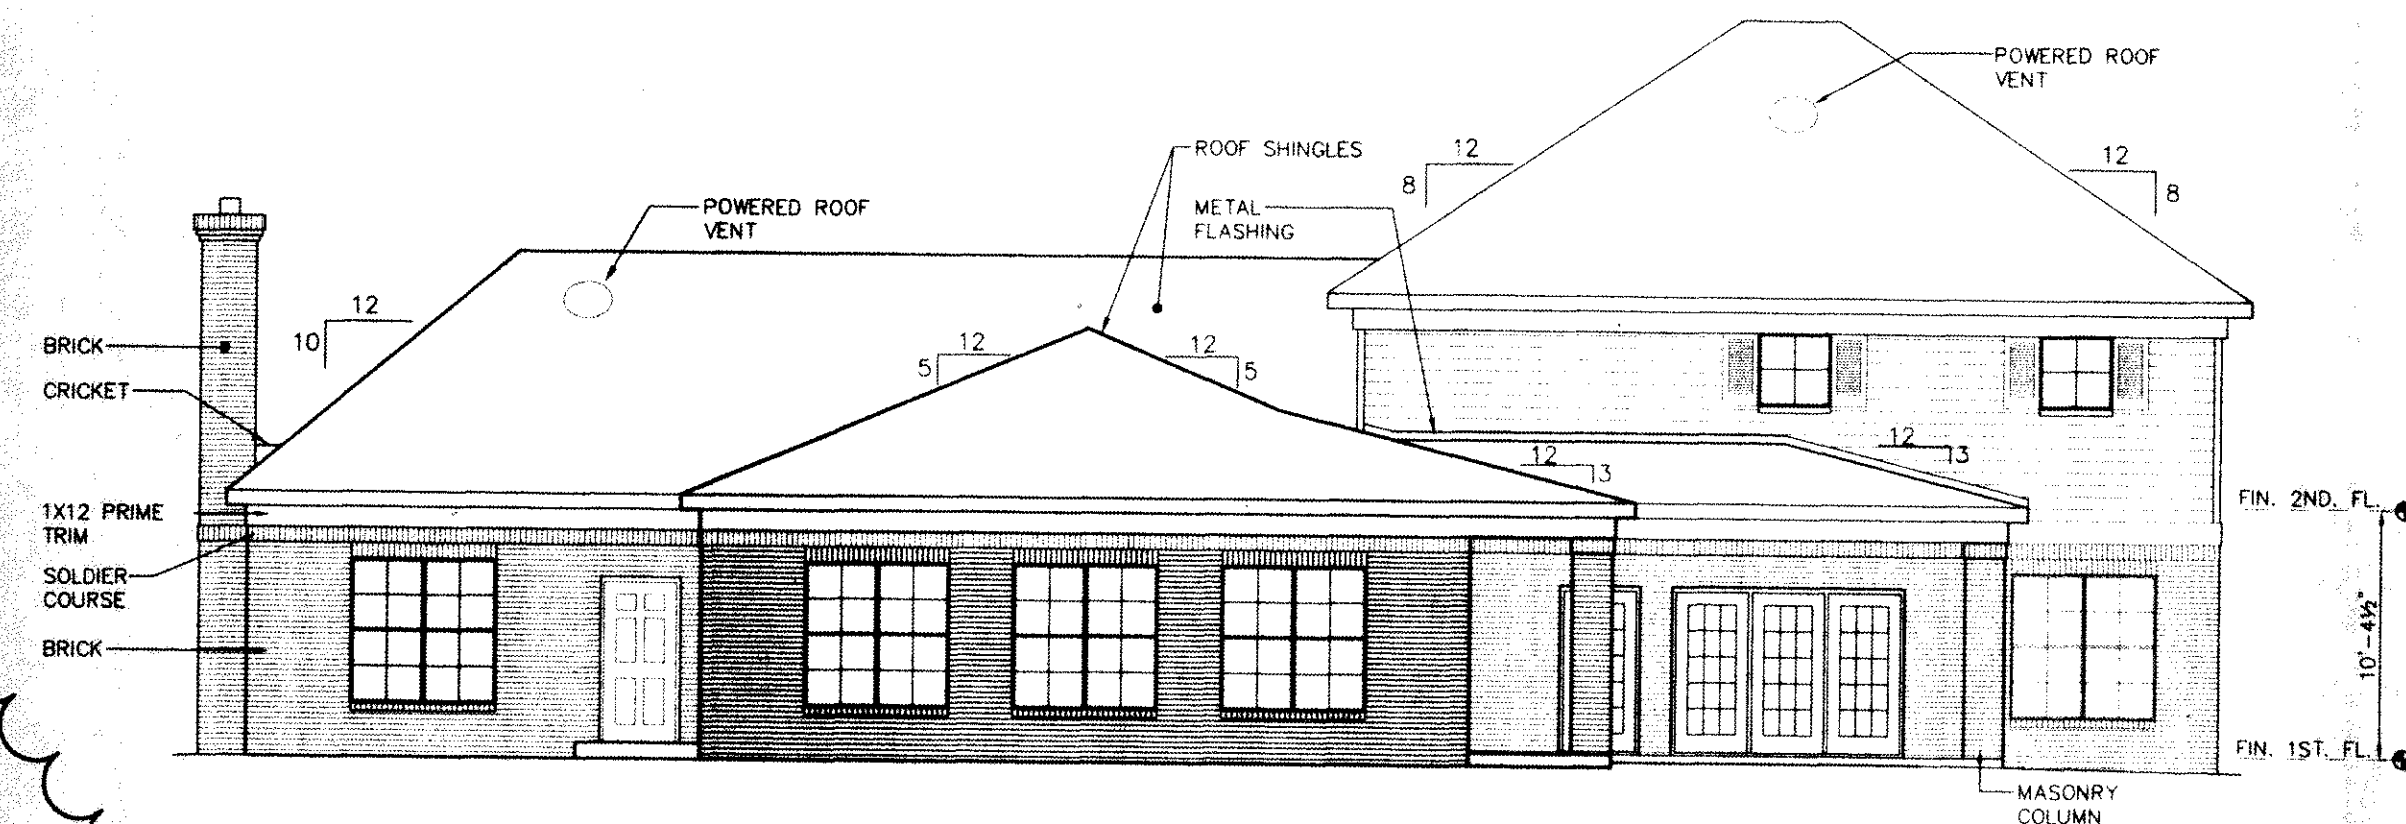 POWERED ROOF
VENT
ROOF SHINGLES
12
8
12
8
POWERED ROOF
VENT
METAL
FLASHING
12
10
BRICK
CRICKET
12
5
12
5
12
3
12
3
1X12 PRIME
TRIM
SOLDIER
COURSE
BRICK
FIN. 2ND. FL.
10'-4½"
FIN. 1ST. FL.
MASONRY
COLUMN